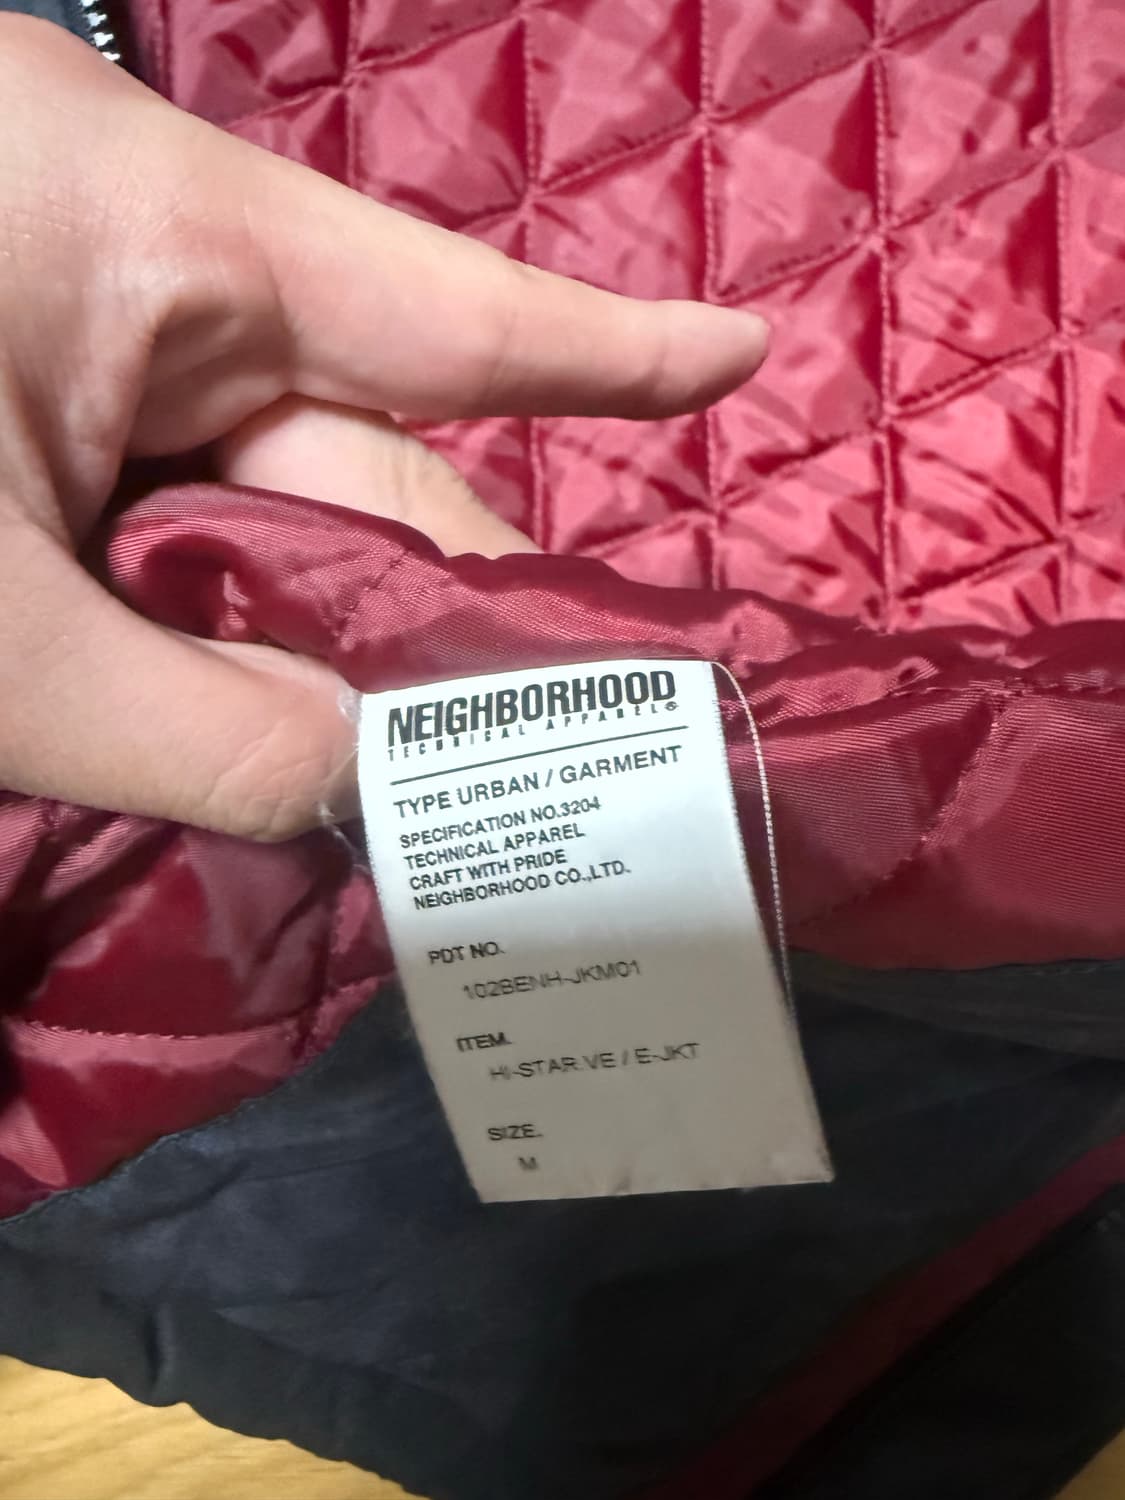 NEIGHBORHOOD
TECHNICAL APPAREL®
TYPE URBAN / GARMENT
SPECIFICATION NO.3204
TECHNICAL APPAREL
CRAFT WITH PRIDE
NEIGHBORHOOD CO.,LTD.
PDT NO.
102BENH-JKM01
ITEM.
HI-STAR.VE / E-JKT
SIZE.
M